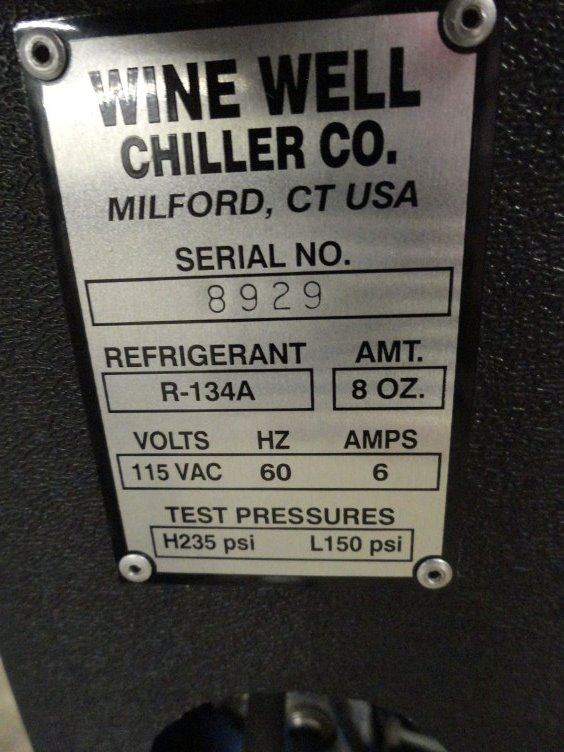 WINE WELL
CHILLER CO.
MILFORD, CT USA
SERIAL NO.
8929
REFRIGERANT AMT.
R-134A 8 OZ.
VOLTS HZ AMPS
115 VAC 60 6
TEST PRESSURES
H235 psi L150 psi